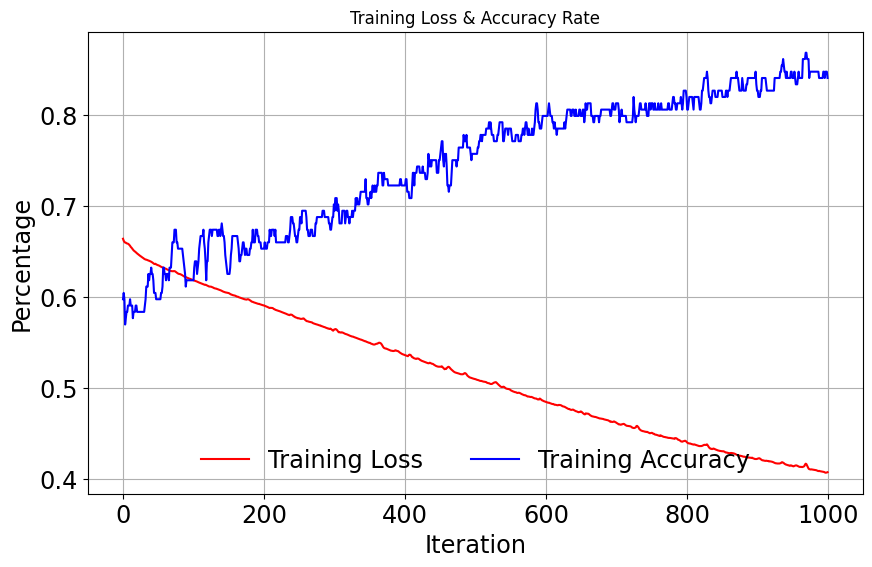 Training Loss & Accuracy Rate
Percentage
0.8
0.7
0.6
0.5
0.4
Training Loss
Training Accuracy
0
200
400
600
800
1000
Iteration